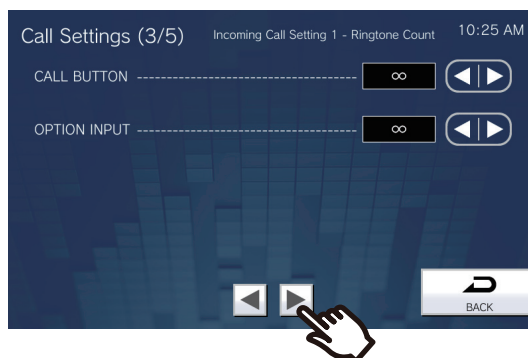 Call Settings (3/5) Incoming Call Setting 1 - Ringtone Count 10:25 AM
CALL BUTTON ------------------------------------ ∞
OPTION INPUT ------------------------------------ ∞
BACK